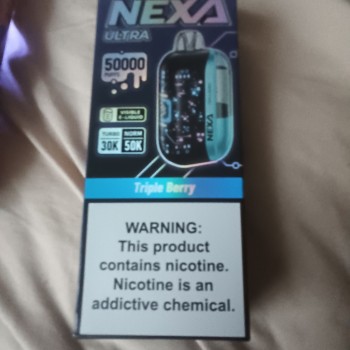 NEXA
ULTRA
50000
PUFFS
VISIBLE
E-LIQUID
TURBO NORM
30K 50K
NEXA
Triple Berry
WARNING:
This product
contains nicotine.
Nicotine is an
addictive chemical.